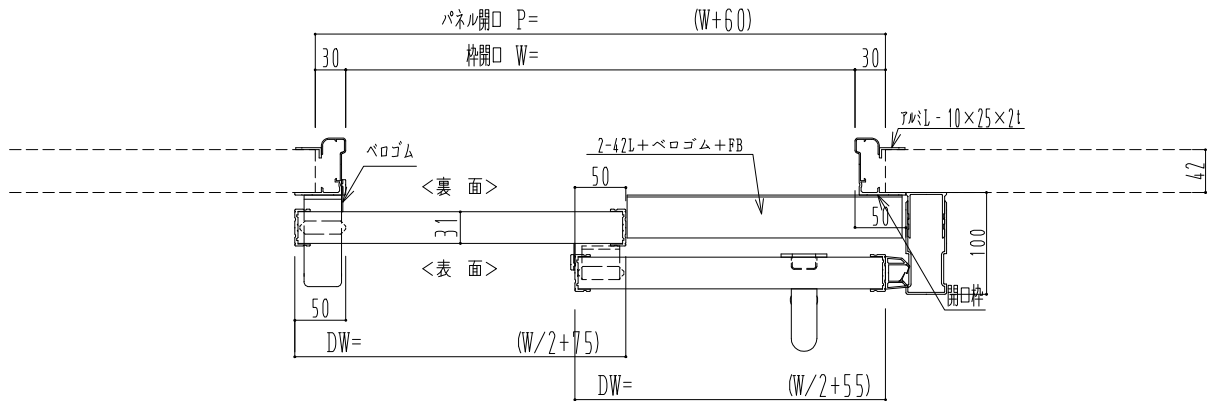 パネル開口 P= (W+60)
30 枠開口 W= 30
アルミL - 10×25×2t
ベロゴム
2-42L+ベロゴム+FB
42
<裏 面>
50
50
31
100
<表 面>
開口枠
50
DW= (W/2+75)
DW= (W/2+55)